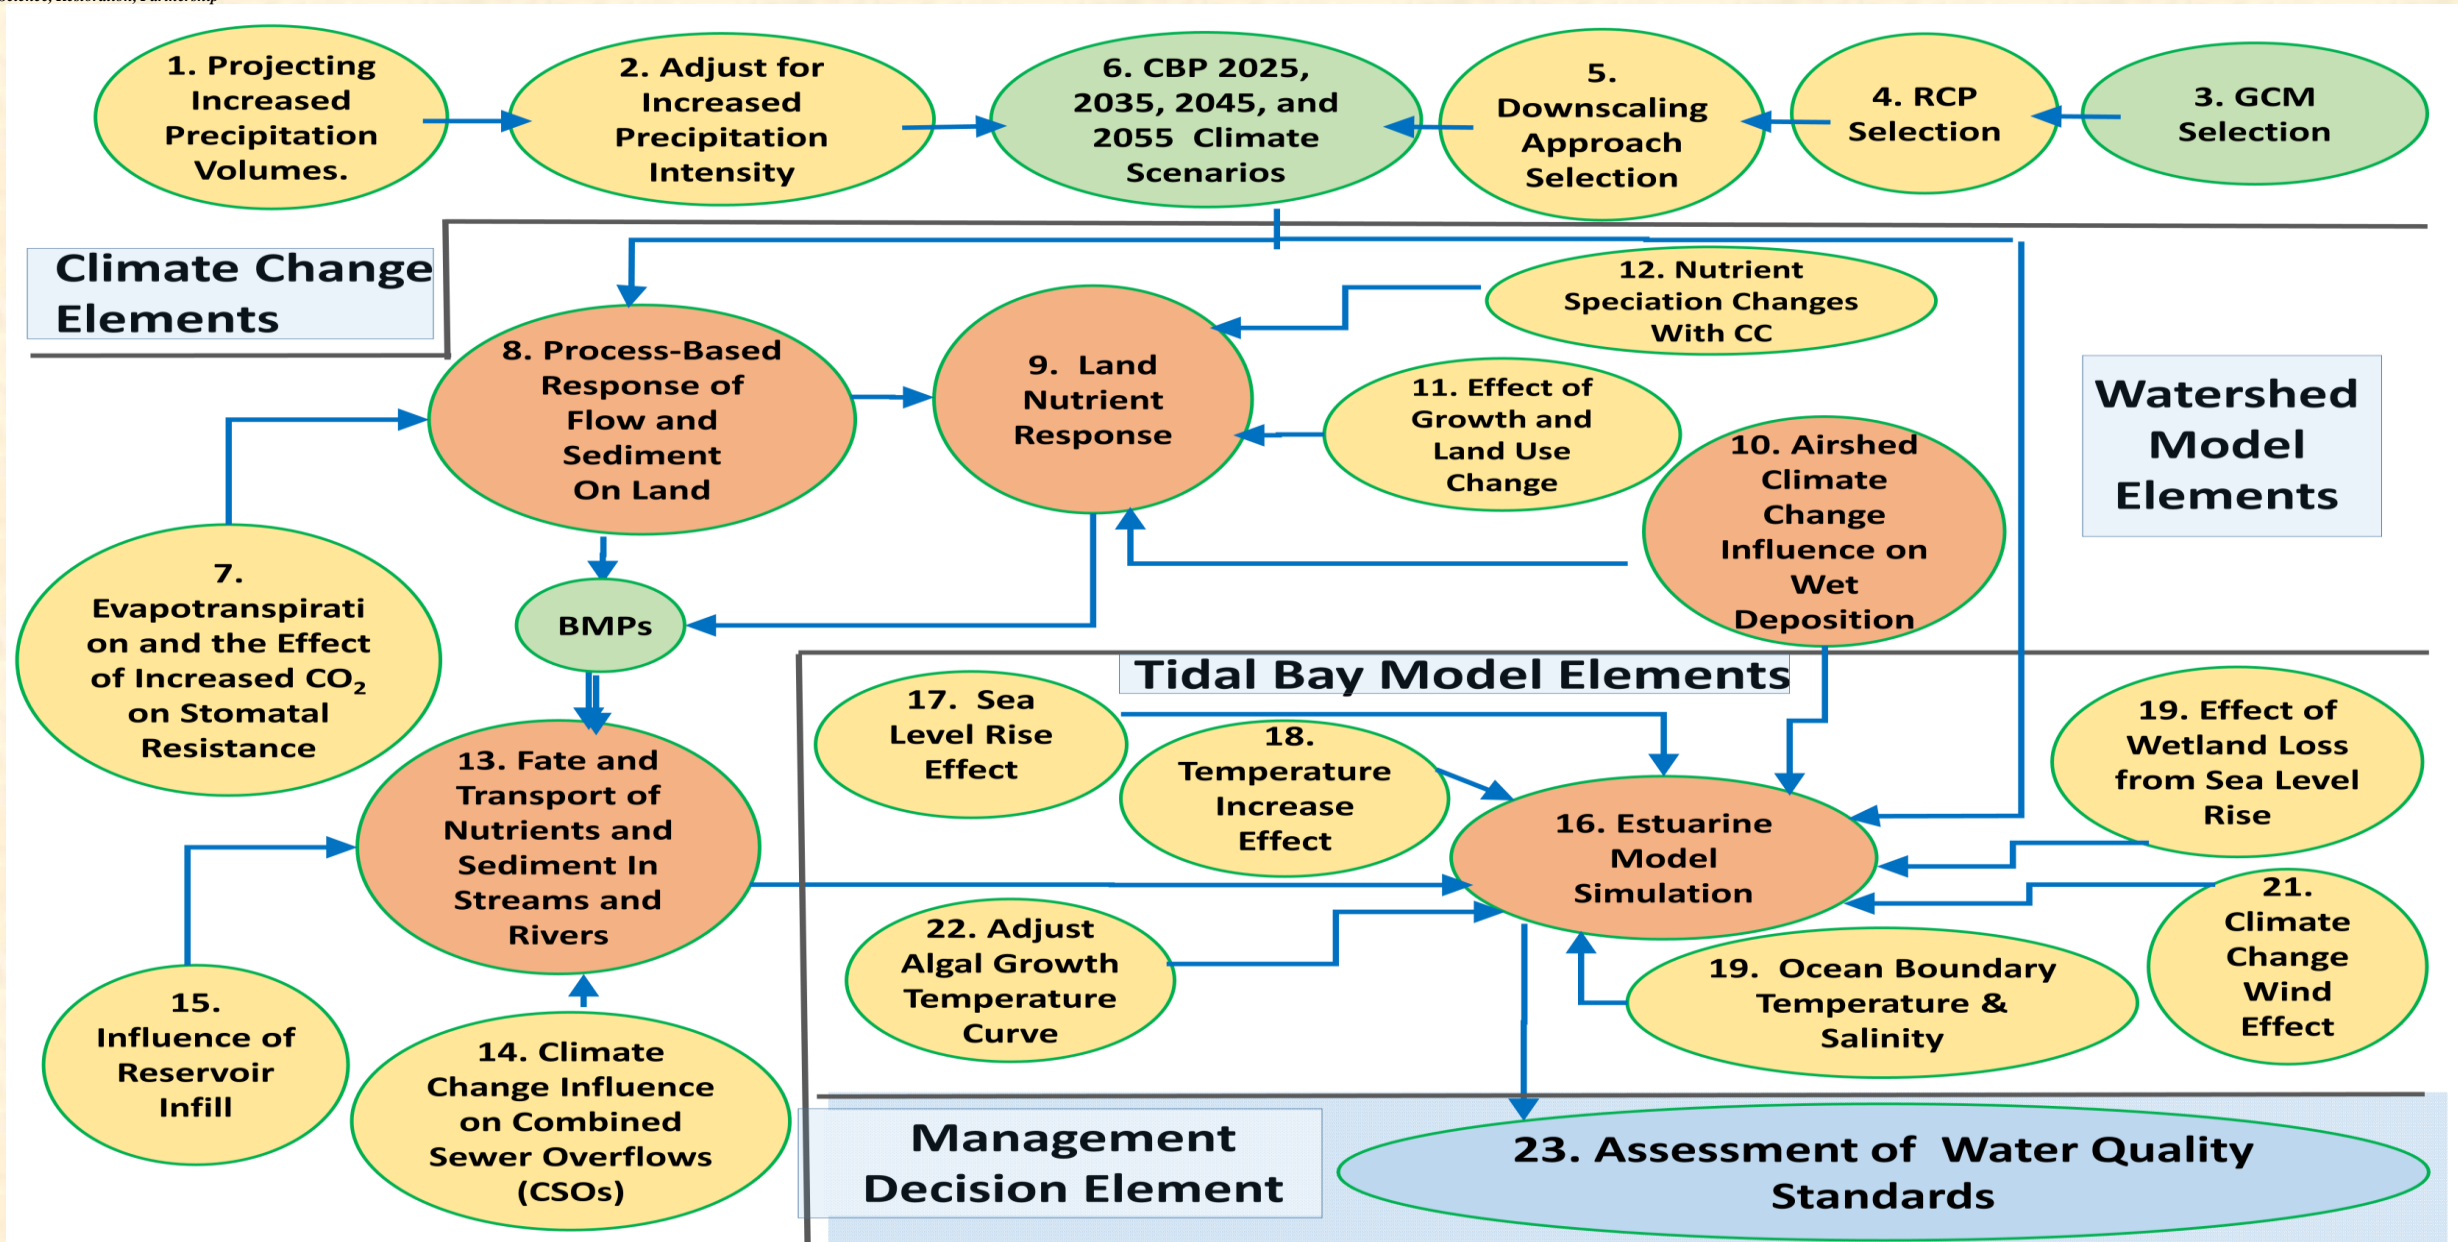 Science, Restoration, Partnership
1. Projecting
Increased
Precipitation
Volumes.
2. Adjust for
Increased
Precipitation
Intensity
6. CBP 2025,
2035, 2045, and
2055 Climate
Scenarios
5.
Downscaling
Approach
Selection
4. RCP
Selection
3. GCM
Selection
Climate Change
Elements
12. Nutrient
Speciation Changes
With CC
8. Process-Based
Response of
Flow and
Sediment
On Land
9. Land
Nutrient
Response
11. Effect of
Growth and
Land Use
Change
10. Airshed
Climate
Change
Influence on
Wet
Deposition
Watershed
Model
Elements
7.
Evapotranspirati
on and the Effect
of Increased CO₂
on Stomatal
Resistance
BMPs
Tidal Bay Model Elements
17. Sea
Level Rise
Effect
18.
Temperature
Increase
Effect
19. Effect of
Wetland Loss
from Sea Level
Rise
13. Fate and
Transport of
Nutrients and
Sediment In
Streams and
Rivers
16. Estuarine
Model
Simulation
22. Adjust
Algal Growth
Temperature
Curve
19. Ocean Boundary
Temperature &
Salinity
21.
Climate
Change
Wind
Effect
15.
Influence of
Reservoir
Infill
14. Climate
Change Influence
on Combined
Sewer Overflows
(CSOs)
Management
Decision Element
23. Assessment of Water Quality
Standards